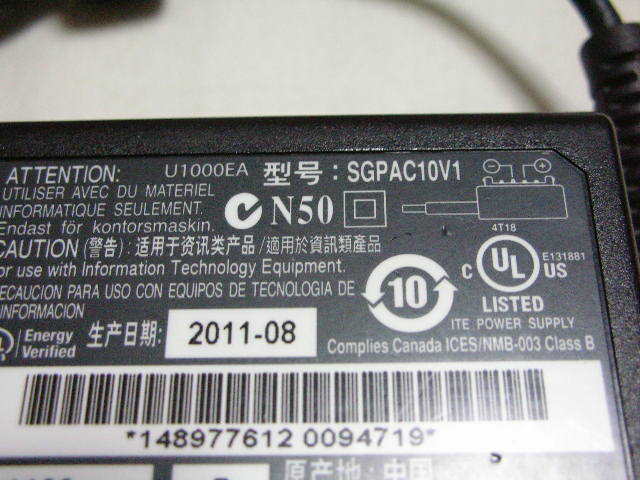 ATTENTION: U1000EA 型号: SGPAC10V1
UTILISER AVEC DU MATERIEL
INFORMATIQUE SEULEMENT.
Endast för kontorsmaskin.
N50
4T18
CAUTION (警告): 适用于资讯类产品/適用於資訊類產品
or use with Information Technology Equipment.
PRECAUCION PARA USO CON EQUIPOS DE TECNOLOGIA DE
INFORMACION
10
C UL US
E131881
LISTED
ITE POWER SUPPLY
Complies Canada ICES/NMB-003 Class B
Energy
Verified
生产日期: 2011-08
*148977612 0094719*
原产地: 中国